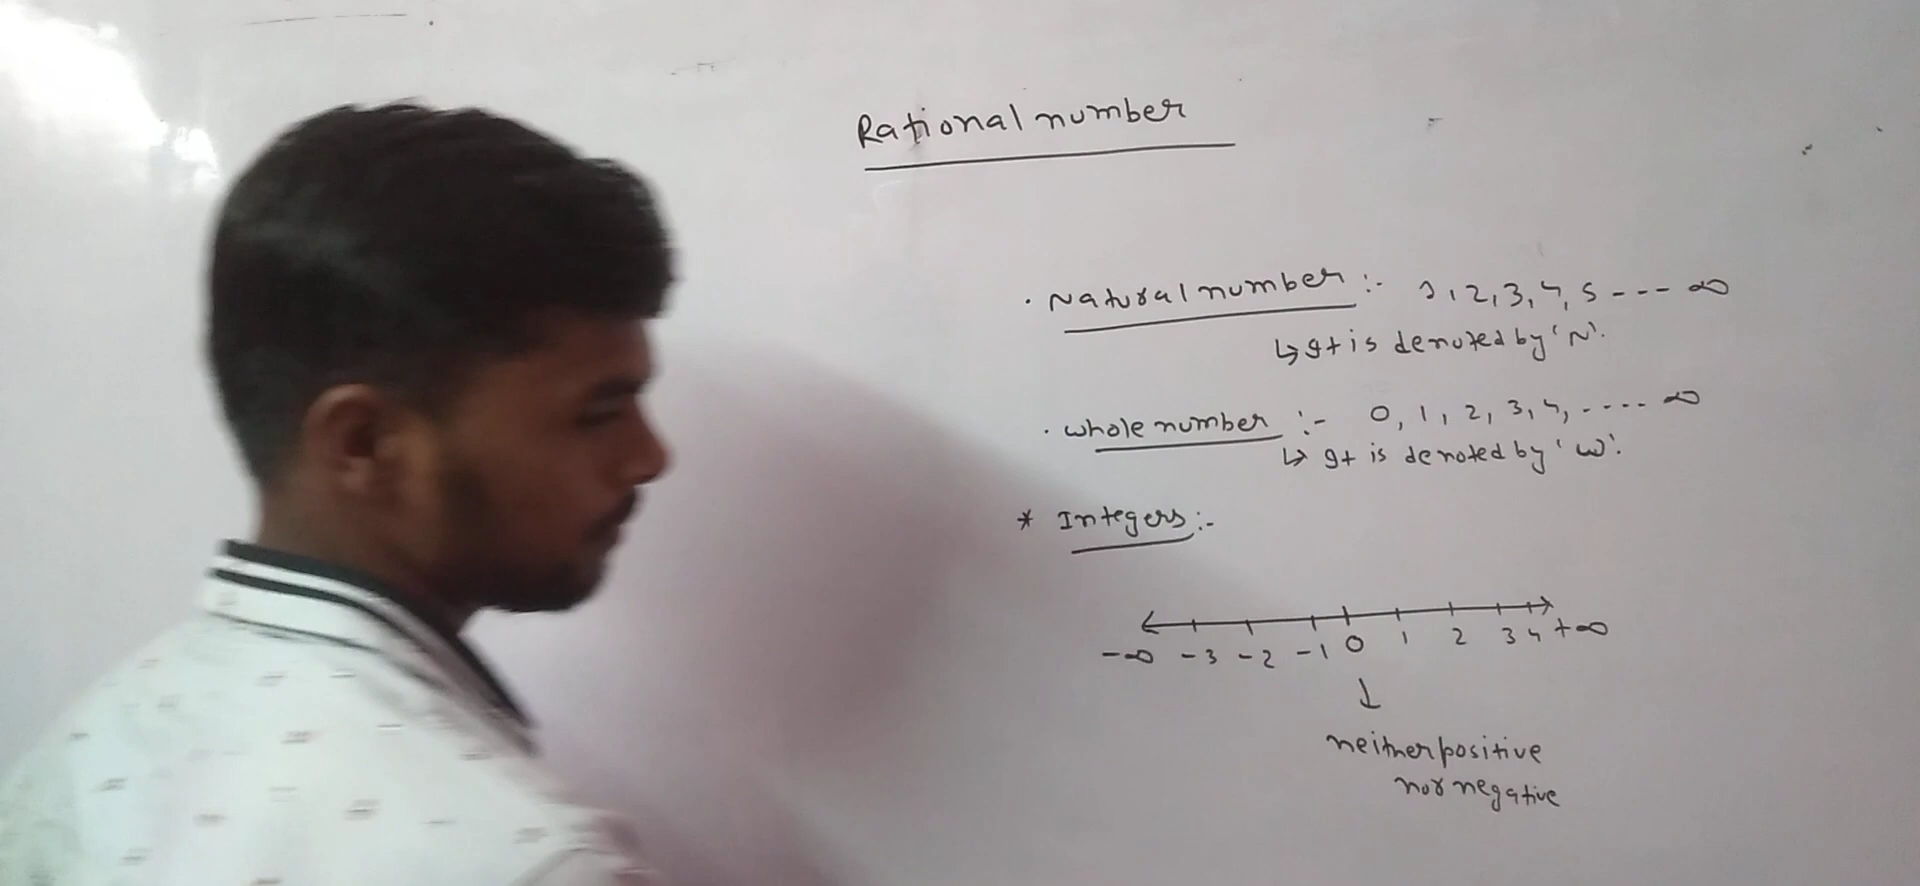 Rational number
· Natural number :- 1, 2, 3, 4, 5 --- ∞
↳ It is denoted by 'N'.
· whole number :- 0, 1, 2, 3, 4, ---- ∞
↳ It is denoted by 'W'.
* Integers :-
-∞ -3 -2 -1 0 1 2 3 4 +∞
↓
neither positive
nor negative